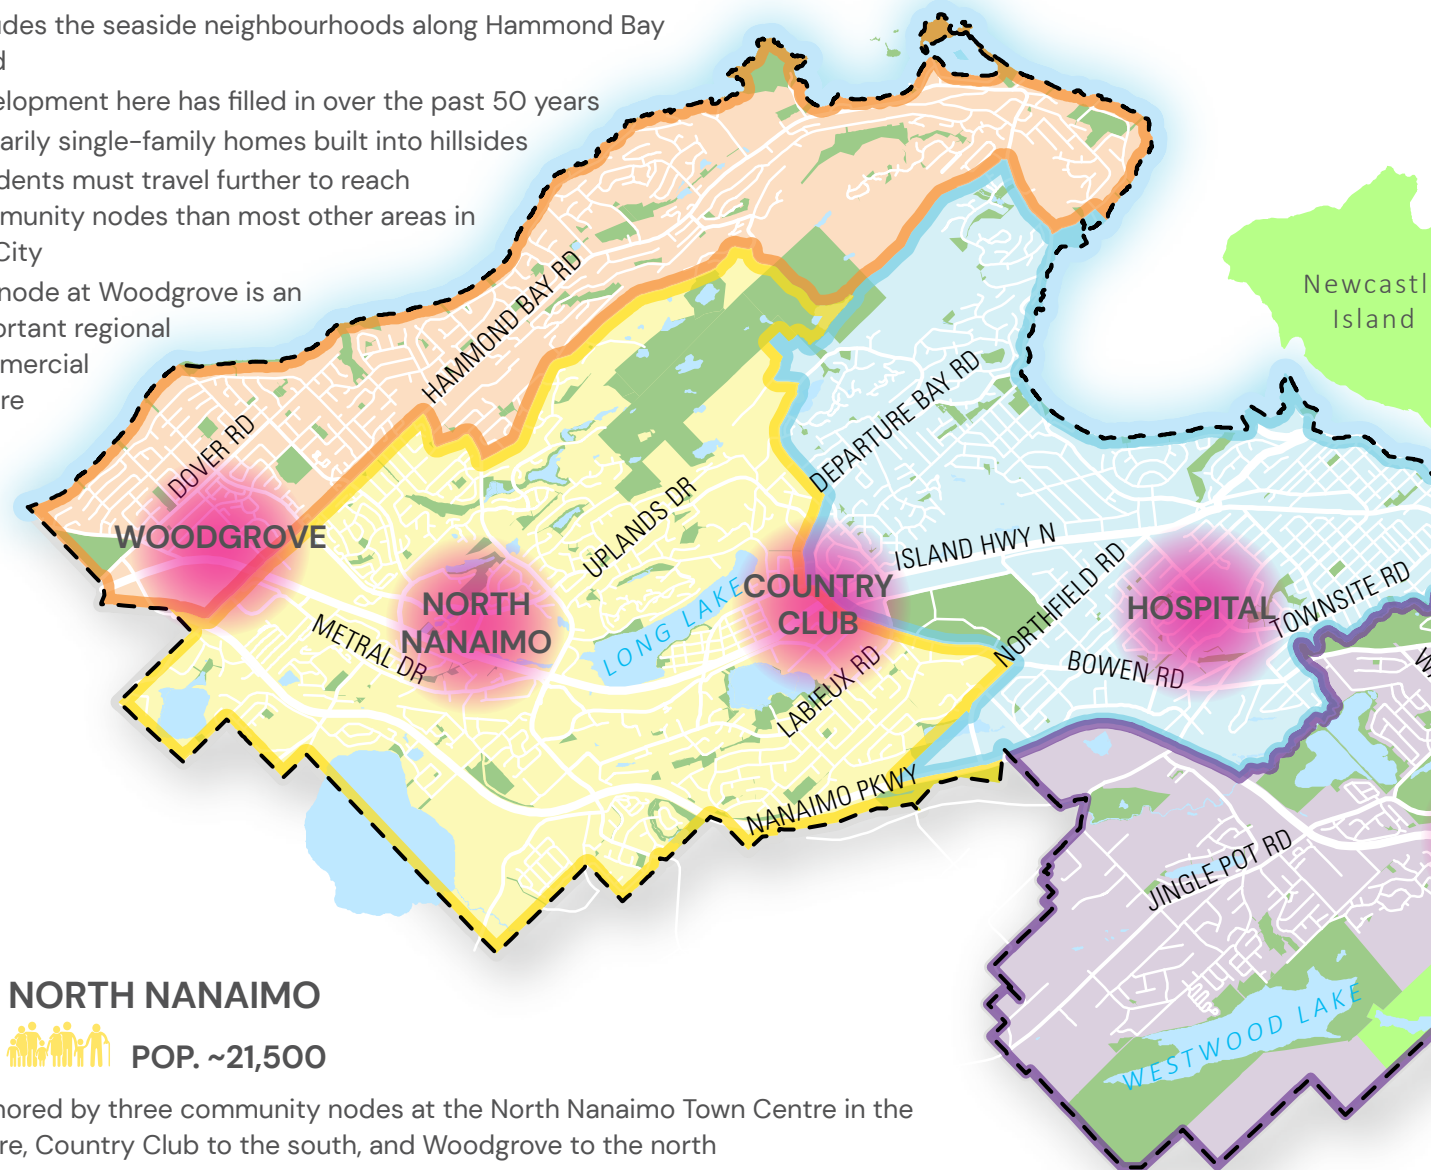 udes the seaside neighbourhoods along Hammond Bay
d
elopment here has filled in over the past 50 years
arily single-family homes built into hillsides
dents must travel further to reach
munity nodes than most other areas in
City
node at Woodgrove is an
ortant regional
mercial
re
Newcastl
Island
HAMMOND BAY RD
DOVER RD
DEPARTURE BAY RD
UPLANDS DR
WOODGROVE
ISLAND HWY N
LONG LAKE
COUNTRY
CLUB
NORTH
NANAIMO
NORTHFIELD RD
HOSPITAL
TOWNSITE RD
METRAL DR
BOWEN RD
LABIEUX RD
W
NANAIMO PKWY
JINGLE POT RD
WESTWOOD LAKE
NORTH NANAIMO
POP. ~21,500
hored by three community nodes at the North Nanaimo Town Centre in the
re, Country Club to the south, and Woodgrove to the north